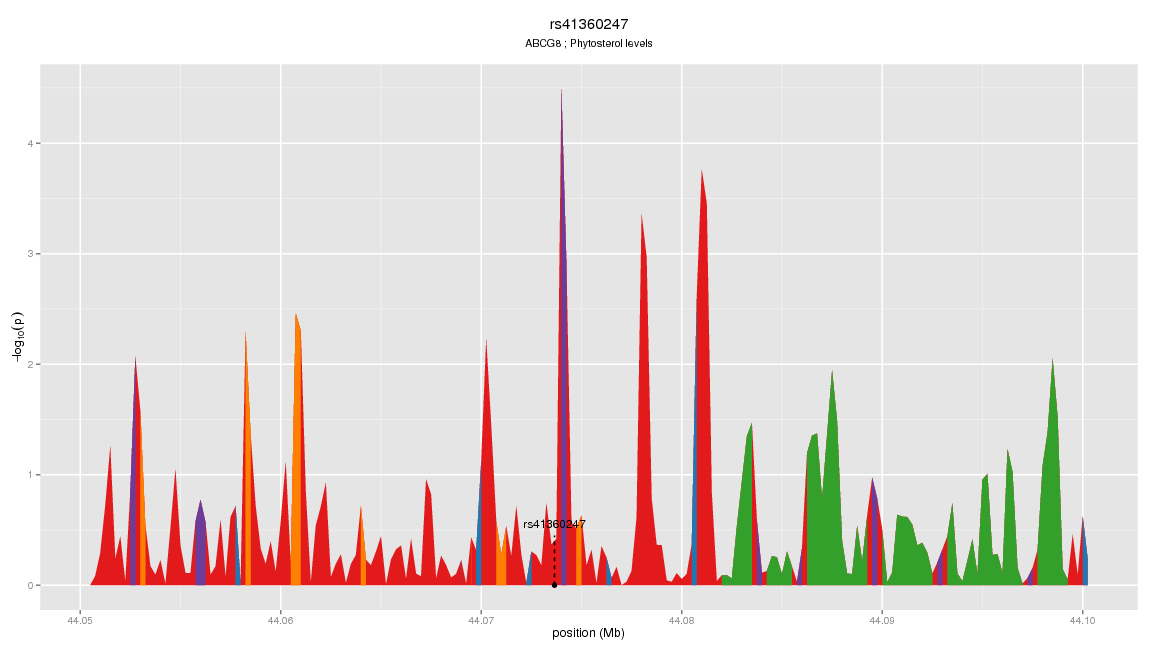 rs41360247
ABCG8 ; Phytosterol levels
4
3
2
1
0
−log10(p)
rs41360247
44.05 44.06 44.07 44.08 44.09 44.10
position (Mb)